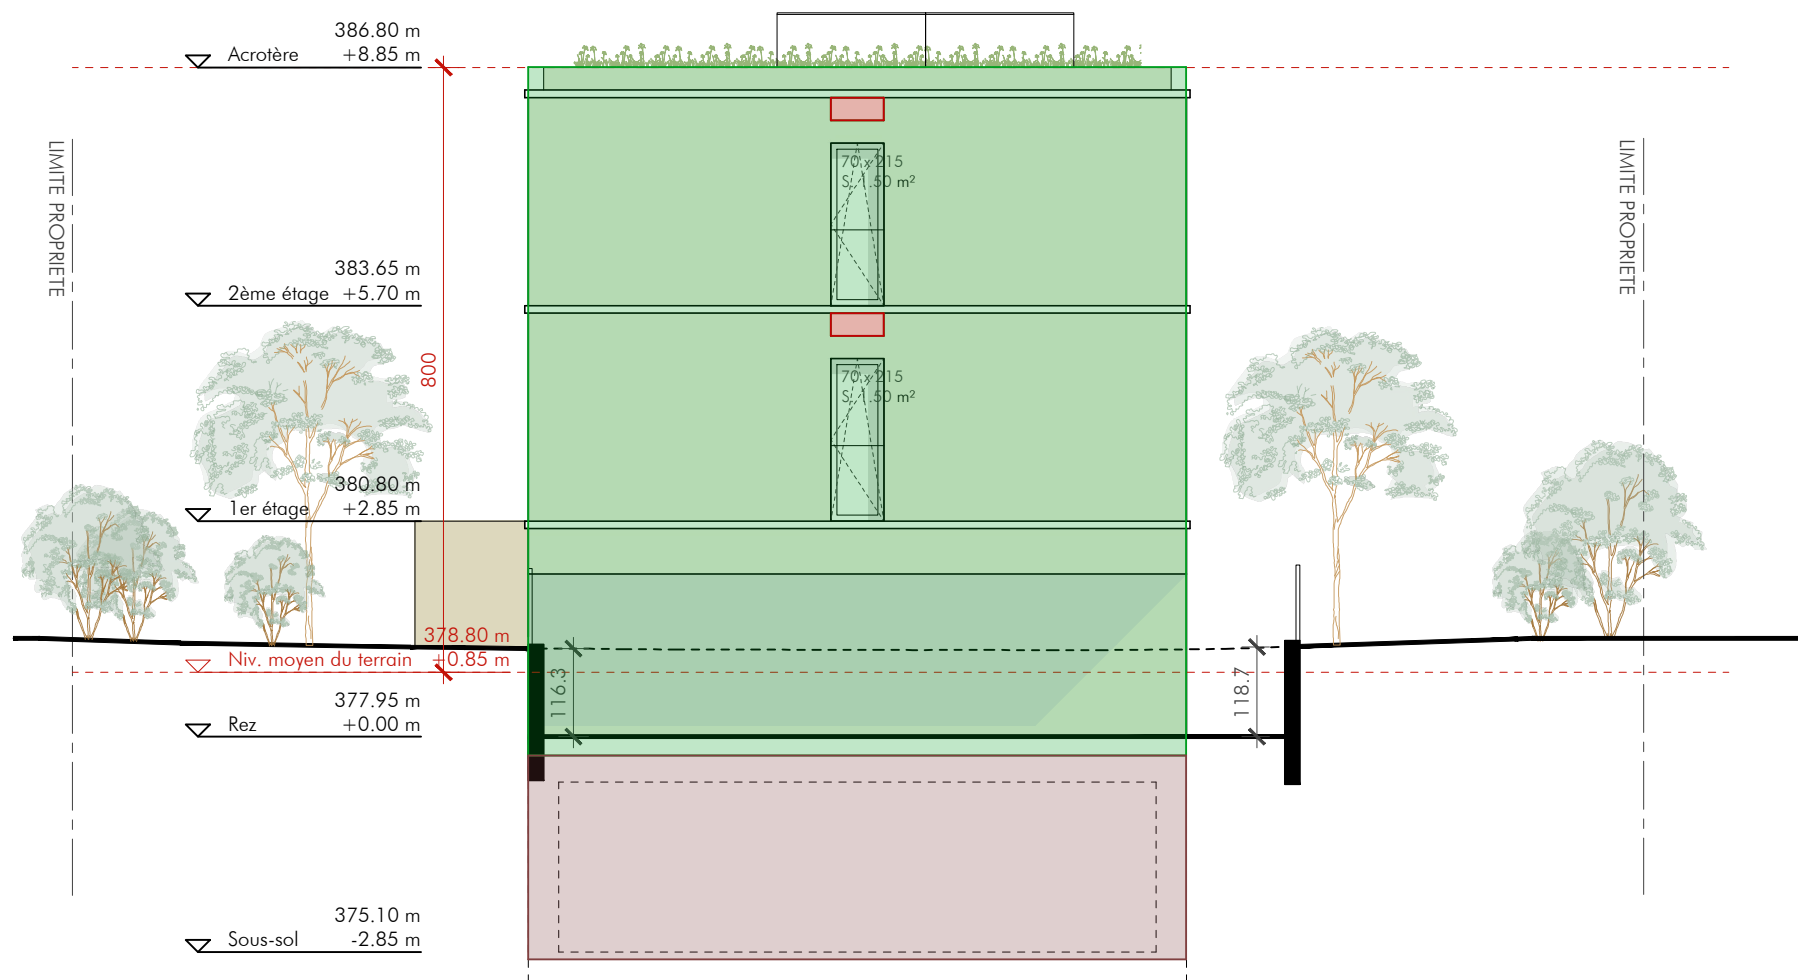 386.80 m
Acrotère +8.85 m
LIMITE PROPRIETE
LIMITE PROPRIETE
70 x 215
S: 1.50 m²
383.65 m
2ème étage +5.70 m
800
70 x 215
S: 1.50 m²
380.80 m
1er étage +2.85 m
378.80 m
Niv. moyen du terrain +0.85 m
116.3
118.7
377.95 m
Rez +0.00 m
375.10 m
Sous-sol -2.85 m